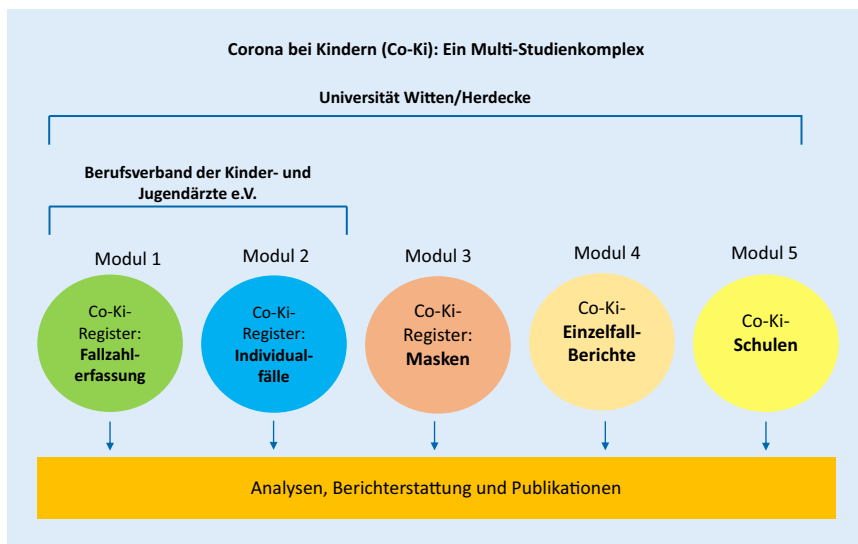 Corona bei Kindern (Co-Ki): Ein Multi-Studienkomplex
Universität Witten/Herdecke
Berufsverband der Kinder- und
Jugendärzte e.V.
Modul 1
Co-Ki-
Register:
Fallzahl-
erfassung
Modul 2
Co-Ki-
Register:
Individual-
fälle
Modul 3
Co-Ki-
Register:
Masken
Modul 4
Co-Ki-
Einzelfall-
Berichte
Modul 5
Co-Ki-
Schulen
Analysen, Berichterstattung und Publikationen